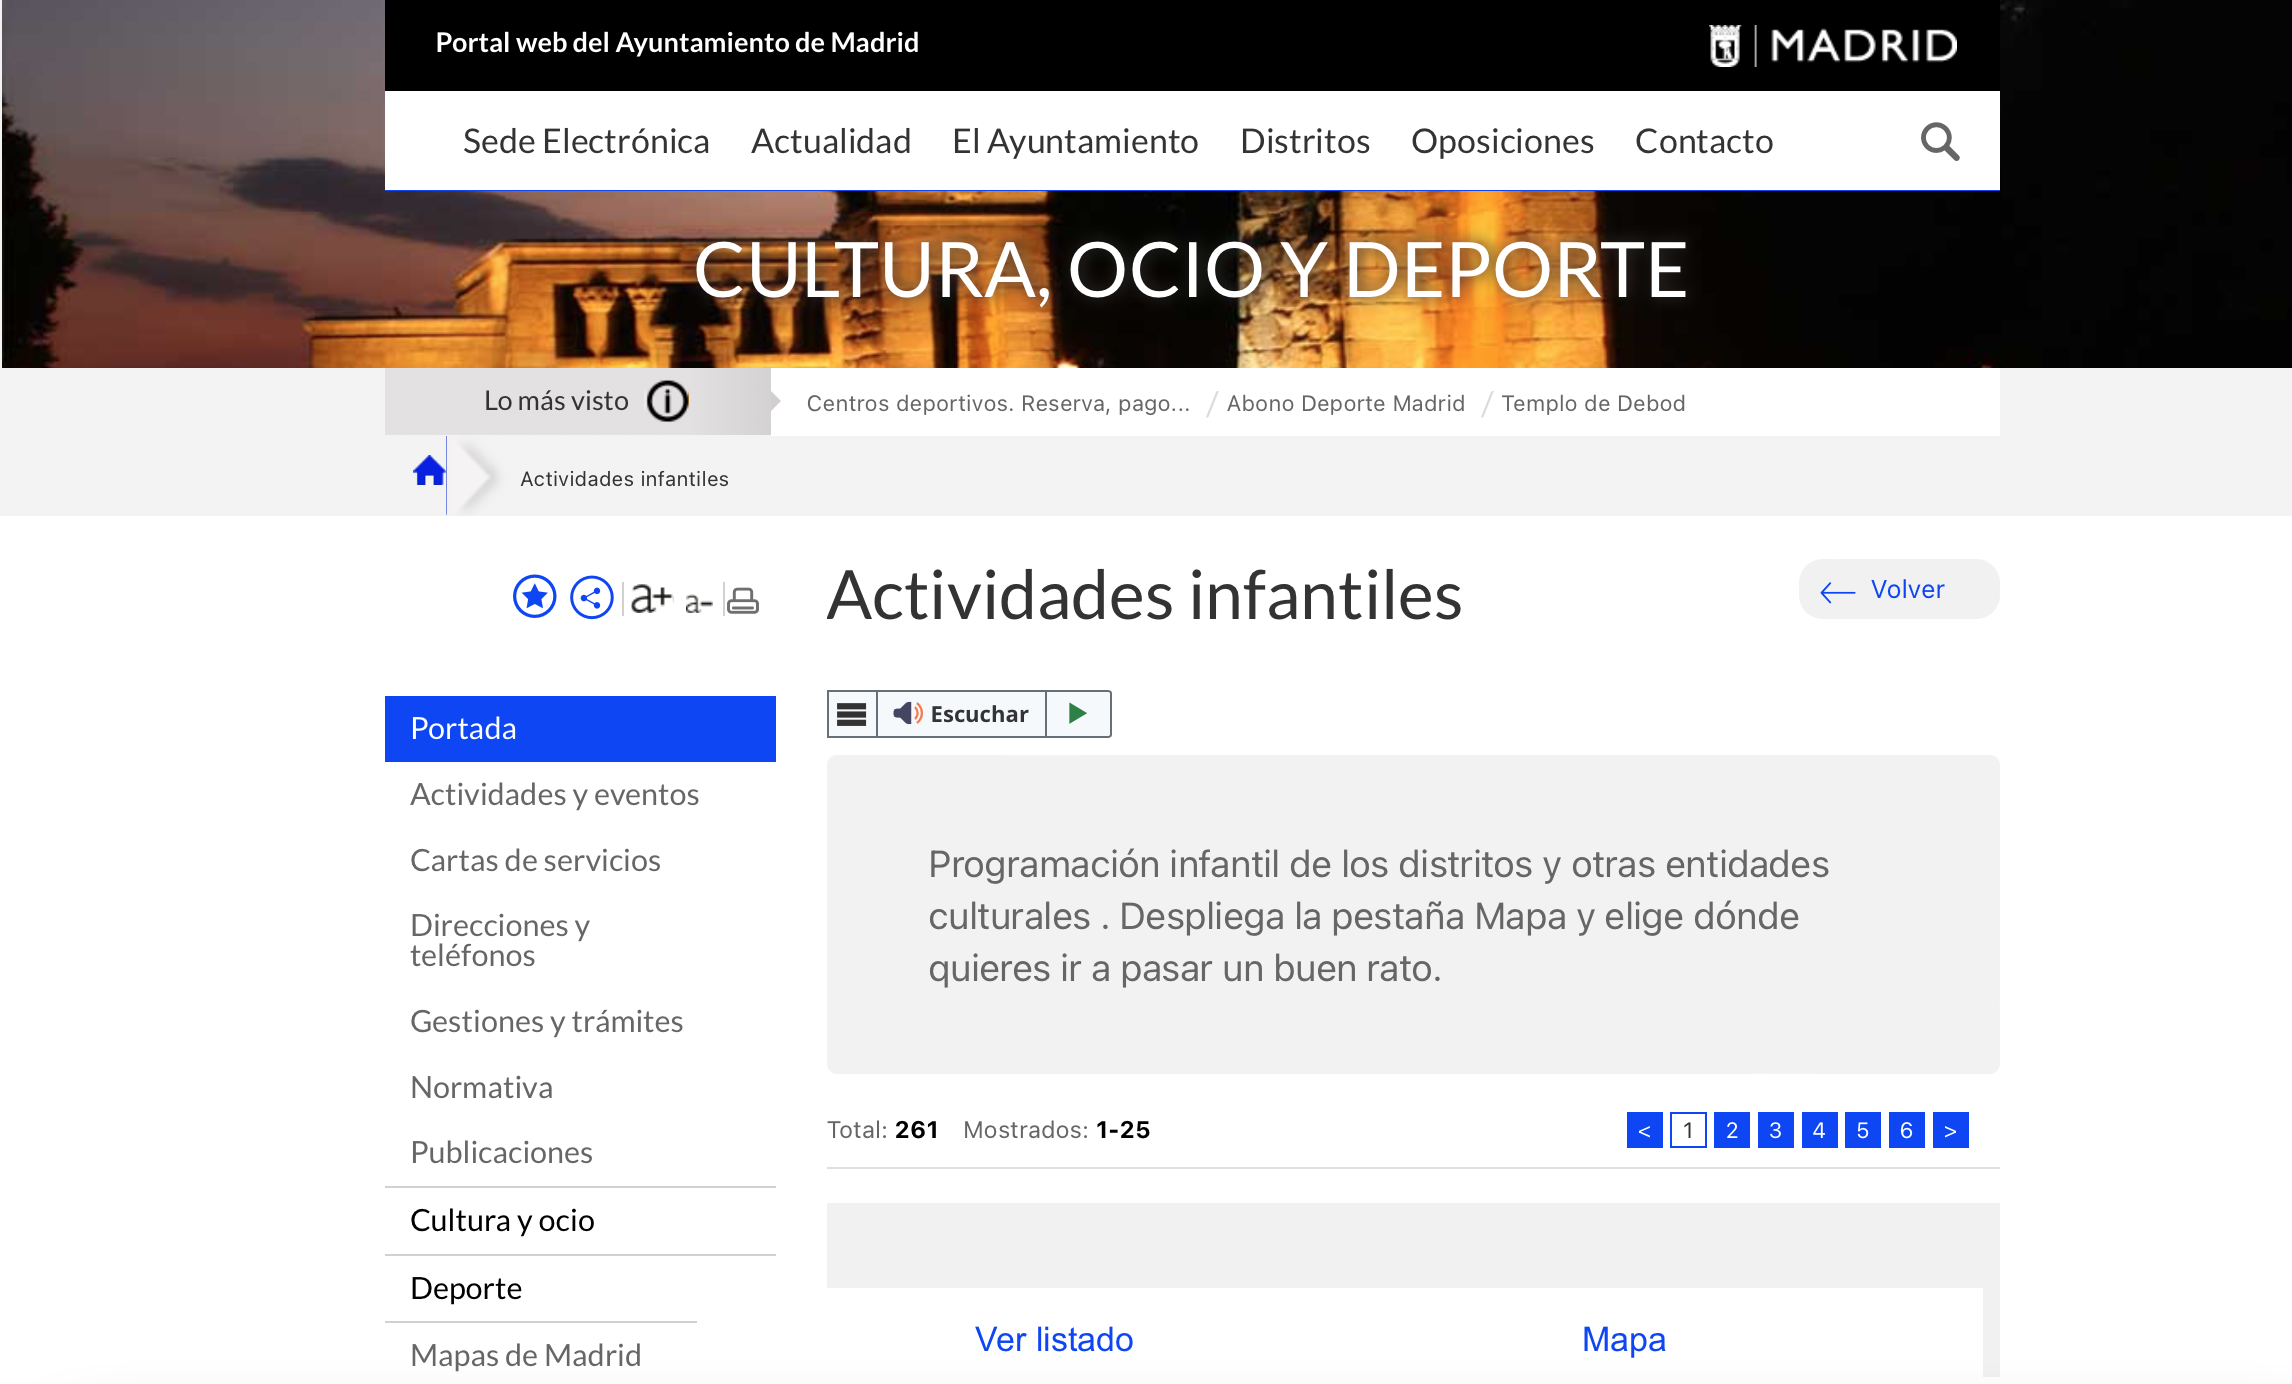 Portal web del Ayuntamiento de Madrid
MADRID
Sede Electrónica Actualidad El Ayuntamiento Distritos Oposiciones Contacto
CULTURA, OCIO Y DEPORTE
Lo más visto
Centros deportivos. Reserva, pago... / Abono Deporte Madrid / Templo de Debod
Actividades infantiles
a+ a-
Actividades infantiles
Volver
Escuchar
Portada
Actividades y eventos
Cartas de servicios
Direcciones y
teléfonos
Gestiones y trámites
Normativa
Publicaciones
Cultura y ocio
Deporte
Mapas de Madrid
Programación infantil de los distritos y otras entidades
culturales . Despliega la pestaña Mapa y elige dónde
quieres ir a pasar un buen rato.
Total: 261 Mostrados: 1-25
< 1 2 3 4 5 6 >
Ver listado
Mapa